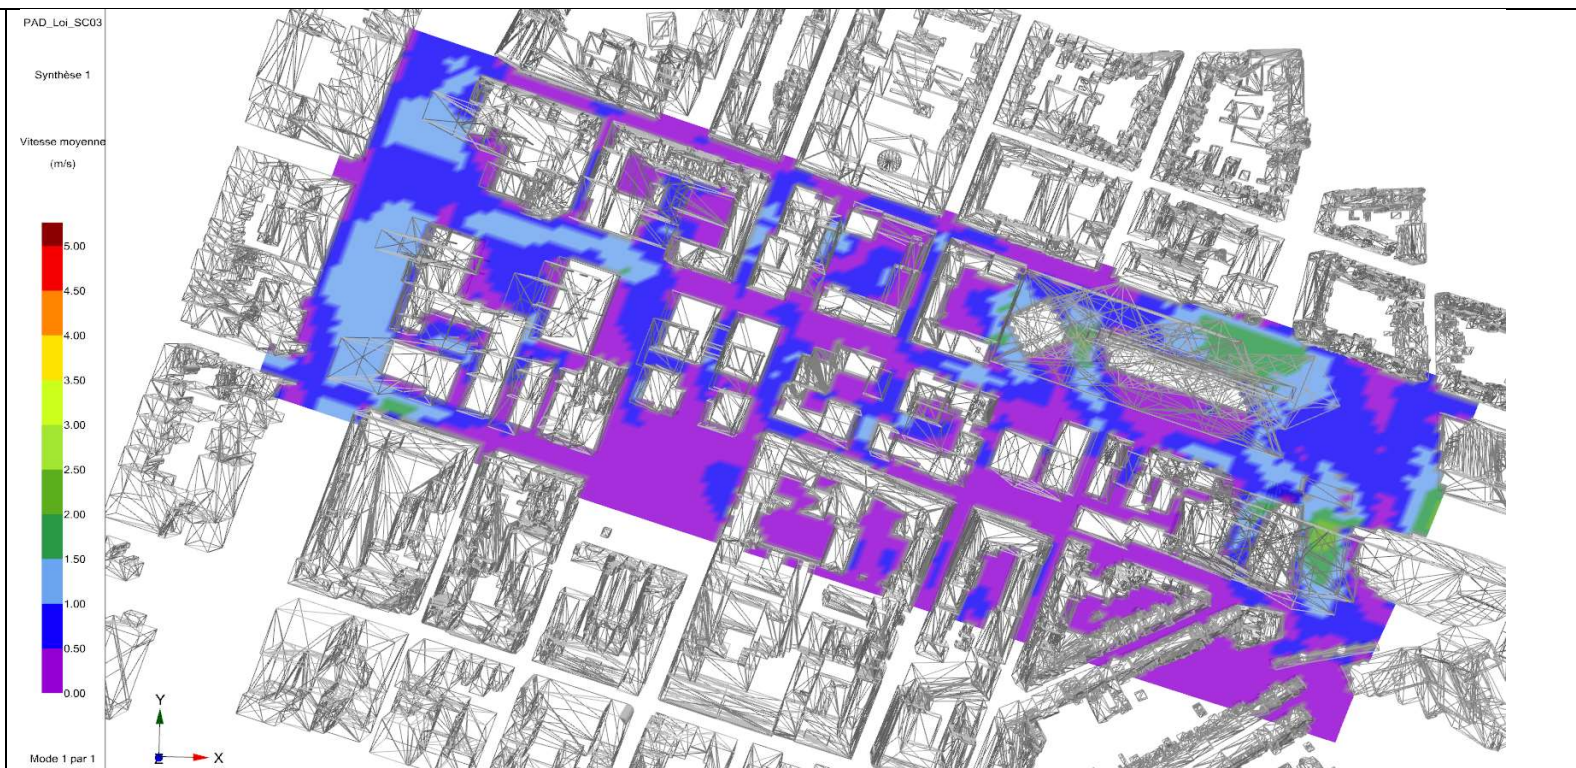 PAD_Loi_SC03
Synthèse 1
Vitesse moyenne
(m/s)
5.00
4.50
4.00
3.50
3.00
2.50
2.00
1.50
1.00
0.50
0.00
Y
Z
X
Mode 1 par 1